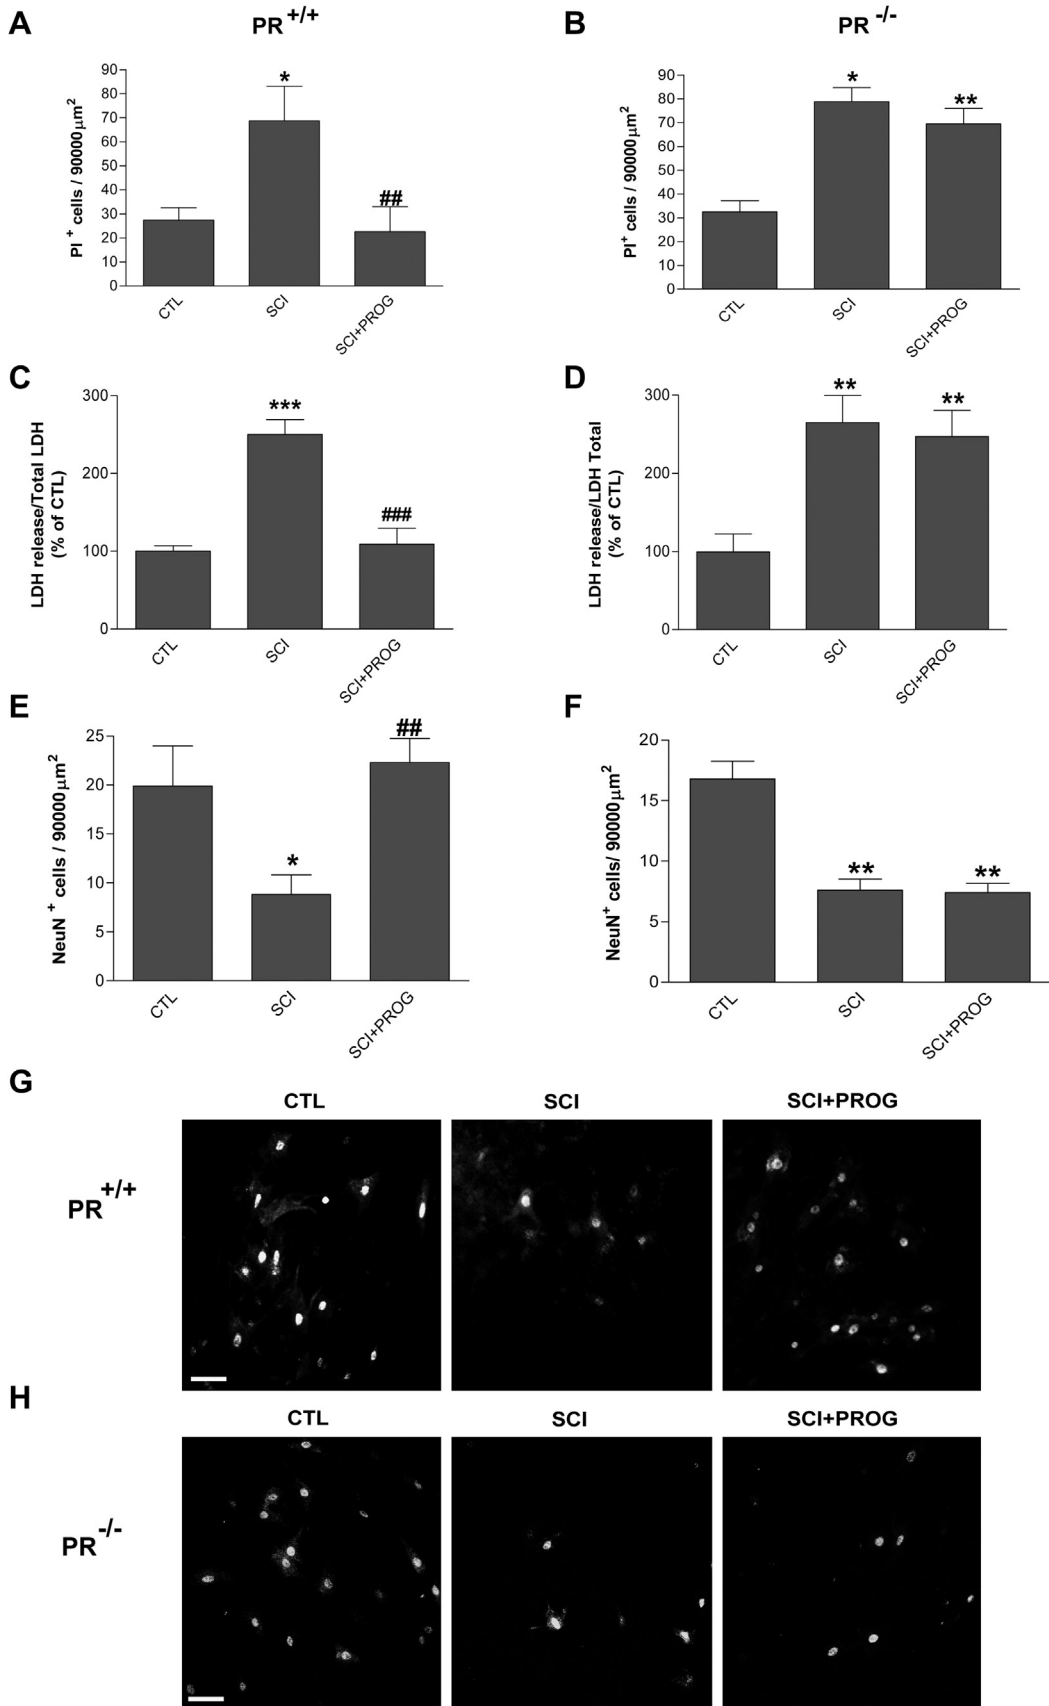 A
PR +/+
B
PR -/-
PI + cells / 90000μm2
90
80
70
60
50
40
30
20
10
0
*
##
CTL
SCI
SCI+PROG
PI+ cells / 90000μm2
90
80
70
60
50
40
30
20
10
0
*
**
CTL
SCI
SCI+PROG
C
LDH release/Total LDH
(% of CTL)
300
200
100
0
***
###
CTL
SCI
SCI+PROG
D
LDH release/LDH Total
(% of CTL)
300
200
100
0
**
**
CTL
SCI
SCI+PROG
E
NeuN + cells / 90000μm2
25
20
15
10
5
0
*
##
CTL
SCI
SCI+PROG
F
NeuN+ cells/ 90000μm2
20
15
10
5
0
**
**
CTL
SCI
SCI+PROG
G
CTL
SCI
SCI+PROG
PR+/+
H
CTL
SCI
SCI+PROG
PR-/-